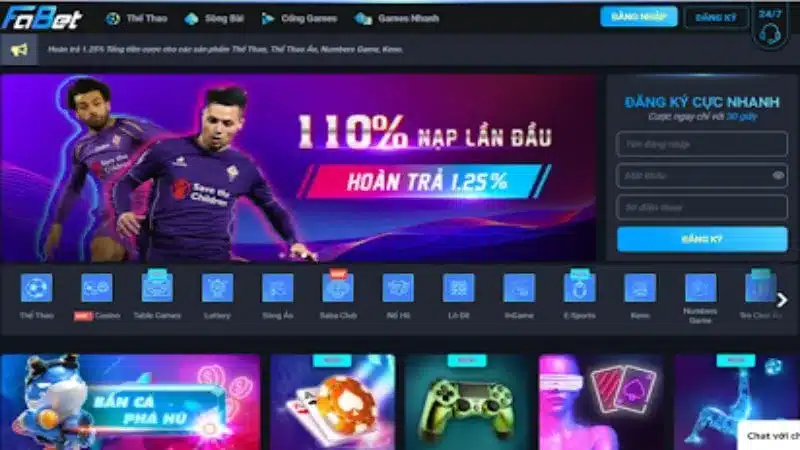 FaBet
Thể Thao
Sòng Bài
Cổng Games
Games Nhanh
ĐĂNG NHẬP
ĐĂNG KÝ
24/7
Hoàn trả 1.25% Tổng tiền cược cho các sản phẩm Thể Thao, Thể Thao Ảo, Numbers Game, Keno.
110% NẠP LẦN ĐẦU
HOÀN TRẢ 1.25%
Save the
Children
Save the
Children
ĐĂNG KÝ CỰC NHANH
Cược ngay chỉ với 30 giây
Tên đăng nhập
Mật khẩu
Số điện thoại
ĐĂNG KÝ
Thể Thao
Casino
Table Games
Lottery
Sòng Ảo
Saba Club
Nổ Hũ
Lô Đề
InGame
E-Sports
Keno
Numbers
Game
BẮN CÁ
PHÁ HŨ
Chat với ch